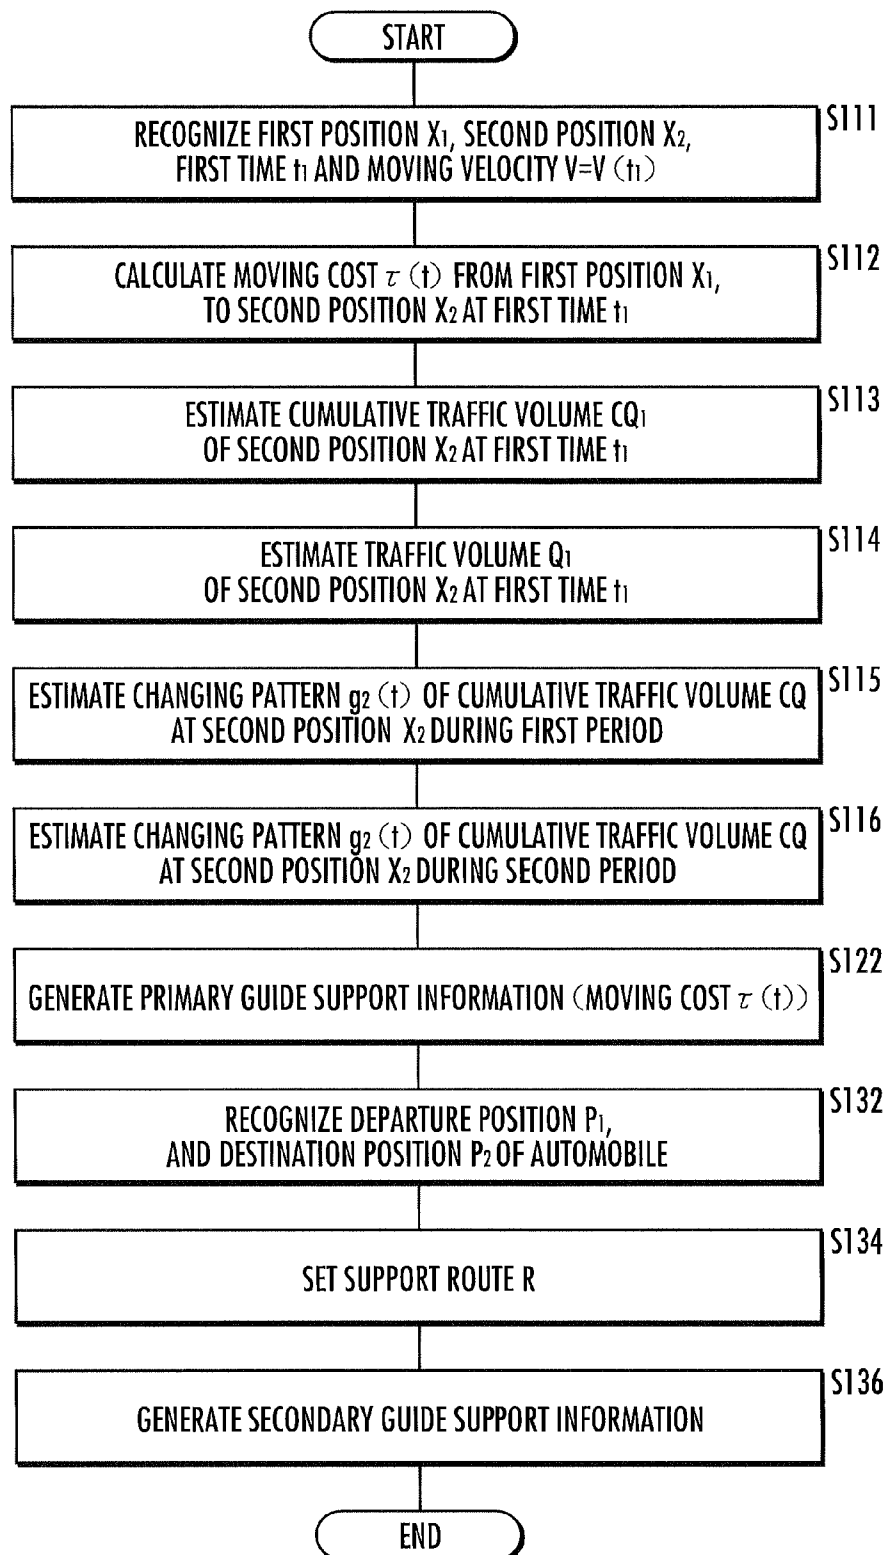 START
S111
RECOGNIZE FIRST POSITION X₁, SECOND POSITION X₂,
FIRST TIME t₁ AND MOVING VELOCITY V=V (t₁)
S112
CALCULATE MOVING COST τ (t) FROM FIRST POSITION X₁,
TO SECOND POSITION X₂ AT FIRST TIME t₁
S113
ESTIMATE CUMULATIVE TRAFFIC VOLUME CQ₁
OF SECOND POSITION X₂ AT FIRST TIME t₁
S114
ESTIMATE TRAFFIC VOLUME Q₁
OF SECOND POSITION X₂ AT FIRST TIME t₁
S115
ESTIMATE CHANGING PATTERN g₂ (t) OF CUMULATIVE TRAFFIC VOLUME CQ
AT SECOND POSITION X₂ DURING FIRST PERIOD
S116
ESTIMATE CHANGING PATTERN g₂ (t) OF CUMULATIVE TRAFFIC VOLUME CQ
AT SECOND POSITION X₂ DURING SECOND PERIOD
S122
GENERATE PRIMARY GUIDE SUPPORT INFORMATION (MOVING COST τ (t))
S132
RECOGNIZE DEPARTURE POSITION P₁,
AND DESTINATION POSITION P₂ OF AUTOMOBILE
S134
SET SUPPORT ROUTE R
S136
GENERATE SECONDARY GUIDE SUPPORT INFORMATION
END